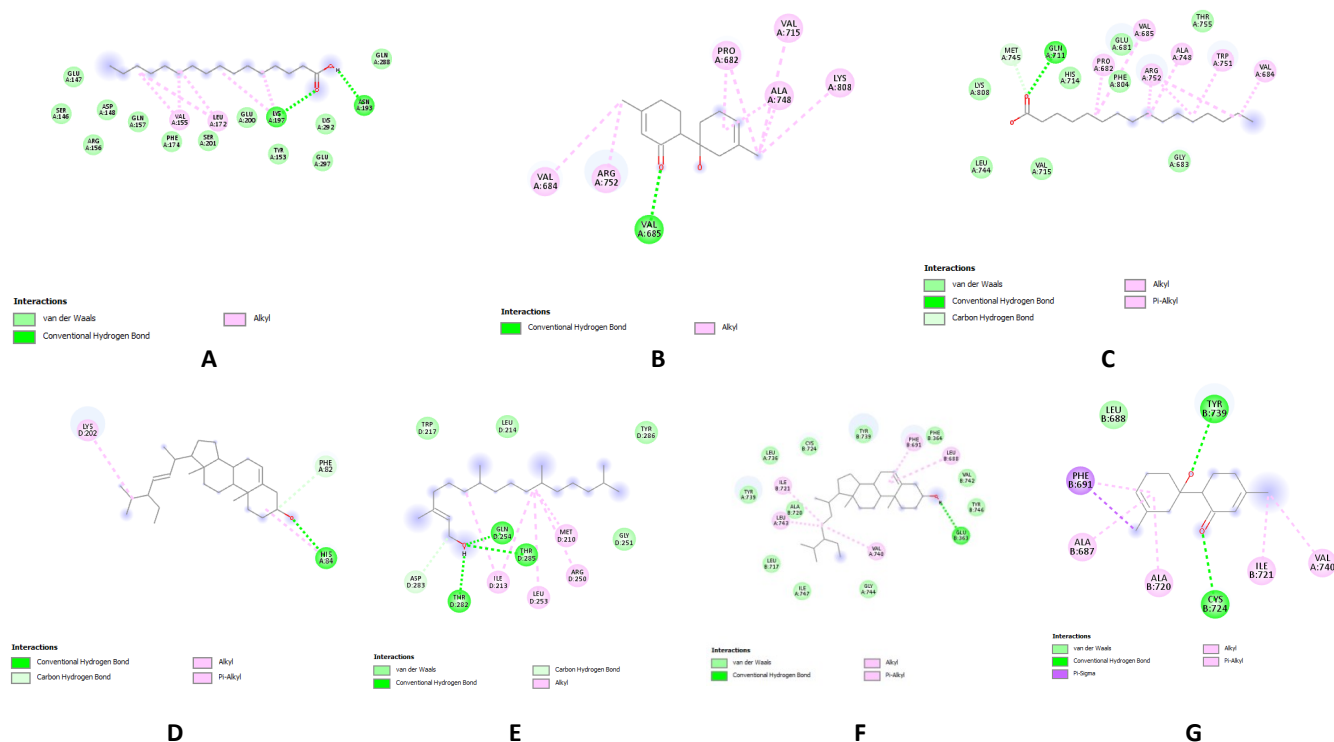 GLU
A:147
SER
A:146
ASP
A:148
ARG
A:156
GLN
A:157
VAL
A:155
PHE
A:174
LEU
A:172
SER
A:201
GLU
A:200
LYS
A:197
TYR
A:153
LYS
A:292
GLU
A:297
ASN
A:193
GLN
A:288
O
H
O
Interactions
van der Waals
Conventional Hydrogen Bond
Alkyl
A
VAL
A:715
PRO
A:682
LYS
A:808
ALA
A:748
VAL
A:684
ARG
A:752
VAL
A:685
O
O
Interactions
Conventional Hydrogen Bond
Alkyl
B
THR
A:755
VAL
A:685
GLN
A:711
GLU
A:681
MET
A:745
ALA
A:748
TRP
A:751
PRO
A:682
HIS
A:714
PHE
A:804
ARG
A:752
VAL
A:684
LYS
A:808
LEU
A:744
VAL
A:715
GLY
A:683
O
O
Interactions
van der Waals
Conventional Hydrogen Bond
Carbon Hydrogen Bond
Alkyl
Pi-Alkyl
C
LYS
D:202
PHE
A:82
HIS
A:84
O
Interactions
Conventional Hydrogen Bond
Carbon Hydrogen Bond
Alkyl
Pi-Alkyl
D
TRP
D:217
LEU
D:214
TYR
D:286
GLN
D:254
THR
D:285
MET
D:210
GLY
D:251
ASP
D:283
ILE
D:213
ARG
D:250
THR
D:282
LEU
D:253
O
H
Interactions
van der Waals
Conventional Hydrogen Bond
Carbon Hydrogen Bond
Alkyl
E
TYR
B:739
CYS
B:724
PHE
B:691
PHE
B:364
LEU
B:736
LEU
B:688
ILE
B:721
VAL
B:742
TYR
A:739
ALA
B:720
LEU
A:743
TYR
B:746
GLU
B:363
VAL
A:740
LEU
B:717
ILE
A:747
GLY
A:744
O
Interactions
van der Waals
Conventional Hydrogen Bond
Alkyl
Pi-Alkyl
F
LEU
B:688
TYR
B:739
PHE
B:691
ALA
B:687
ALA
B:720
ILE
B:721
VAL
A:740
CYS
B:724
O
O
Interactions
van der Waals
Conventional Hydrogen Bond
Pi-Sigma
Alkyl
Pi-Alkyl
G